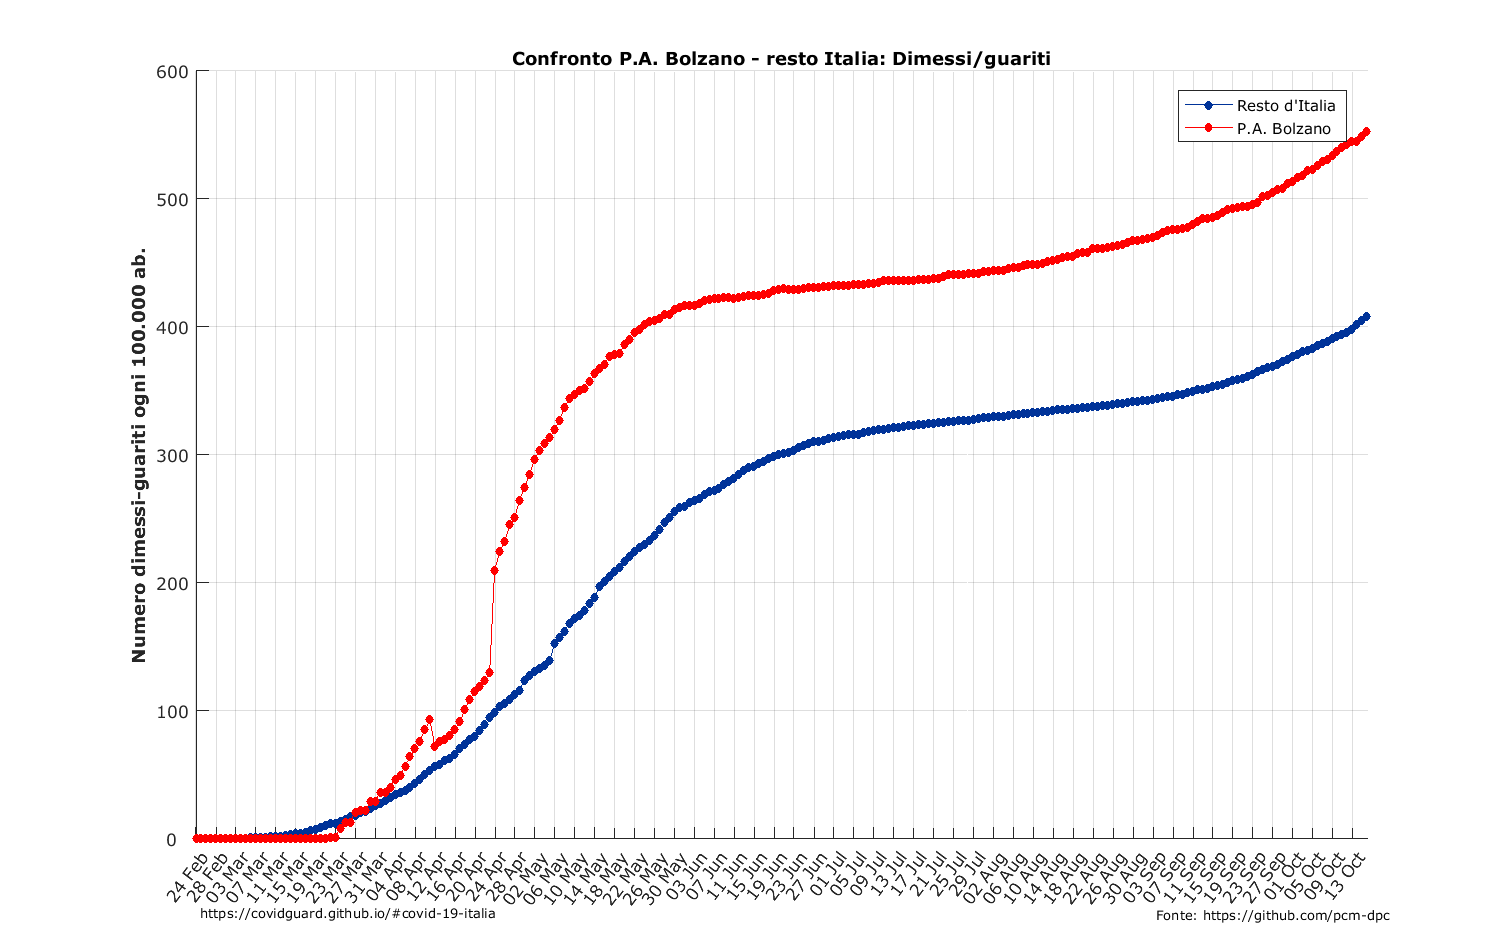 Confronto P.A. Bolzano - resto Italia: Dimessi/guariti
Numero dimessi-guariti ogni 100.000 ab.
600
500
400
300
200
100
0
Resto d'Italia
P.A. Bolzano
24 Feb
28 Feb
03 Mar
07 Mar
11 Mar
15 Mar
19 Mar
23 Mar
27 Mar
31 Mar
04 Apr
08 Apr
12 Apr
16 Apr
20 Apr
24 Apr
28 Apr
02 May
06 May
10 May
14 May
18 May
22 May
26 May
30 May
03 Jun
07 Jun
11 Jun
15 Jun
19 Jun
23 Jun
27 Jun
01 Jul
05 Jul
09 Jul
13 Jul
17 Jul
21 Jul
25 Jul
29 Jul
02 Aug
06 Aug
10 Aug
14 Aug
18 Aug
22 Aug
26 Aug
30 Aug
03 Sep
07 Sep
11 Sep
15 Sep
19 Sep
23 Sep
27 Sep
01 Oct
05 Oct
09 Oct
13 Oct
https://covidguard.github.io/#covid-19-italia
Fonte: https://github.com/pcm-dpc